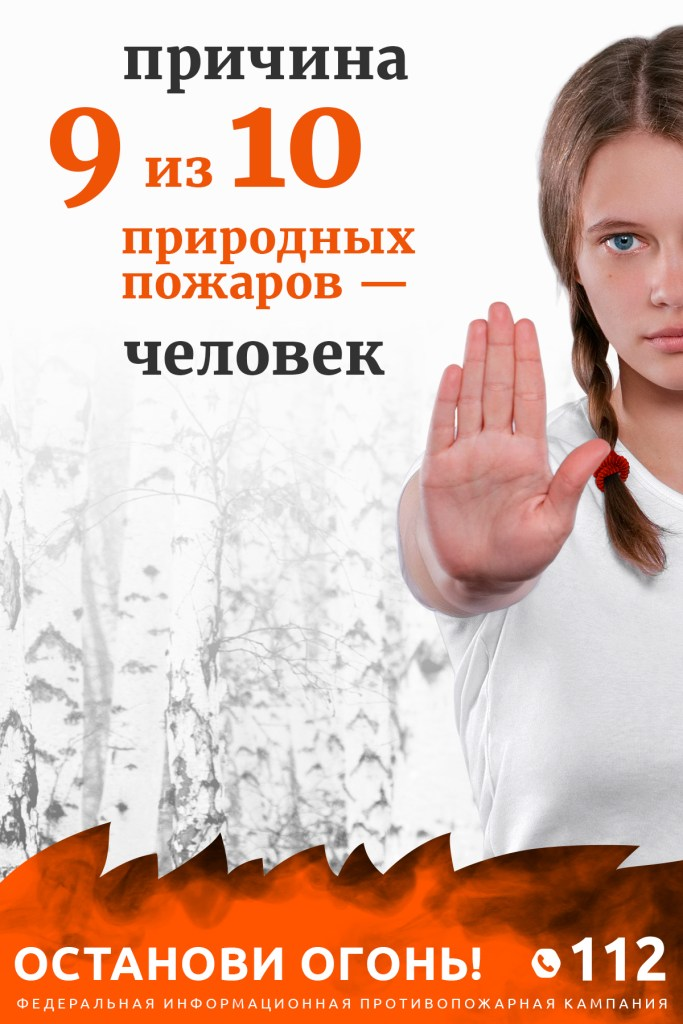 причина
9 из 10
природных
пожаров —
человек
ОСТАНОВИ ОГОНЬ! 112
ФЕДЕРАЛЬНАЯ ИНФОРМАЦИОННАЯ ПРОТИВОПОЖАРНАЯ КАМПАНИЯ